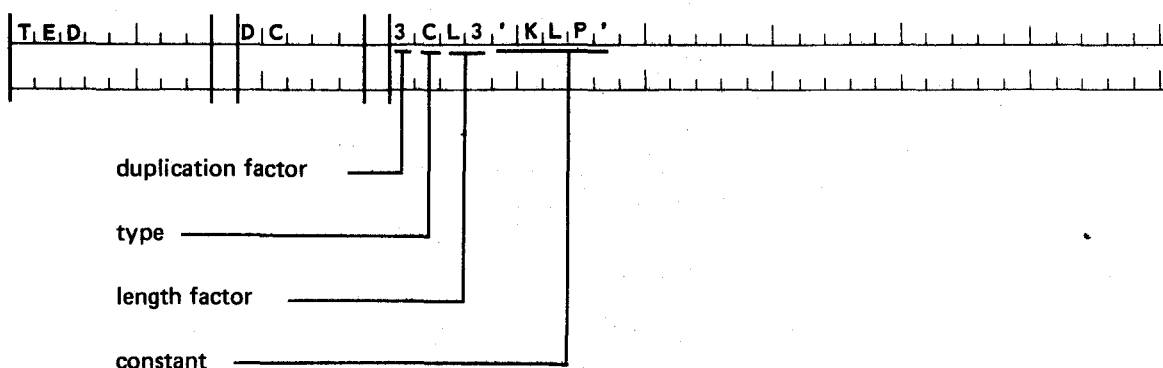 TED DC 3CL3'KLP'
duplication factor
type
length factor
constant